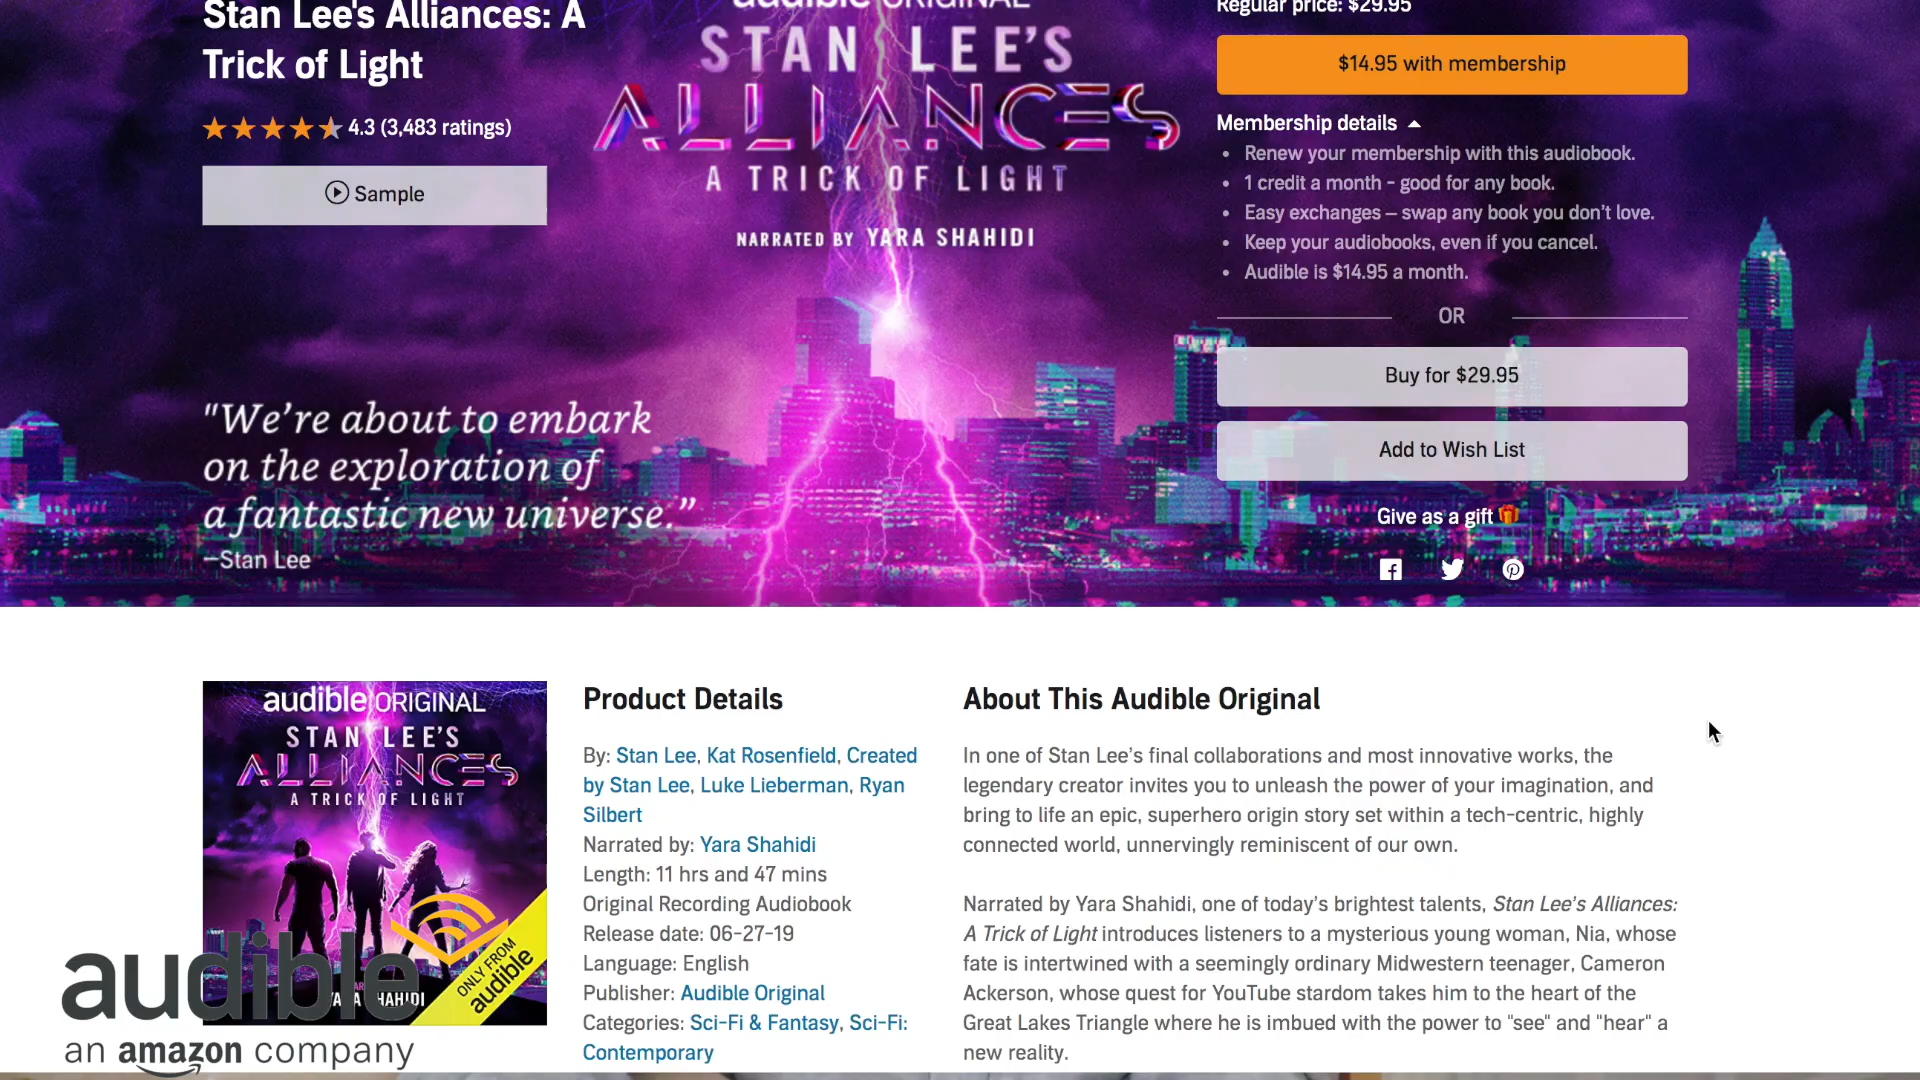 Stan Lee's Alliances: A
Trick of Light
4.3 (3,483 ratings)
Sample
"We're about to embark
on the exploration of
a fantastic new universe."
—Stan Lee
audible ORIGINAL
STAN LEE'S
ALLIANCES
A TRICK OF LIGHT
NARRATED BY YARA SHAHIDI
Regular price: $29.95
$14.95 with membership
Membership details
• Renew your membership with this audiobook.
• 1 credit a month - good for any book.
• Easy exchanges – swap any book you don't love.
• Keep your audiobooks, even if you cancel.
• Audible is $14.95 a month.
OR
Buy for $29.95
Add to Wish List
Give as a gift
audible ORIGINAL
STAN LEE'S
ALLIANCES
A TRICK OF LIGHT
YARA SHAHIDI
ONLY FROM
audible
audible
an amazon company
Product Details
By: Stan Lee, Kat Rosenfield, Created
by Stan Lee, Luke Lieberman, Ryan
Silbert
Narrated by: Yara Shahidi
Length: 11 hrs and 47 mins
Original Recording Audiobook
Release date: 06-27-19
Language: English
Publisher: Audible Original
Categories: Sci-Fi & Fantasy, Sci-Fi:
Contemporary
About This Audible Original
In one of Stan Lee's final collaborations and most innovative works, the
legendary creator invites you to unleash the power of your imagination, and
bring to life an epic, superhero origin story set within a tech-centric, highly
connected world, unnervingly reminiscent of our own.
Narrated by Yara Shahidi, one of today's brightest talents, Stan Lee's Alliances:
A Trick of Light introduces listeners to a mysterious young woman, Nia, whose
fate is intertwined with a seemingly ordinary Midwestern teenager, Cameron
Ackerson, whose quest for YouTube stardom takes him to the heart of the
Great Lakes Triangle where he is imbued with the power to "see" and "hear" a
new reality.